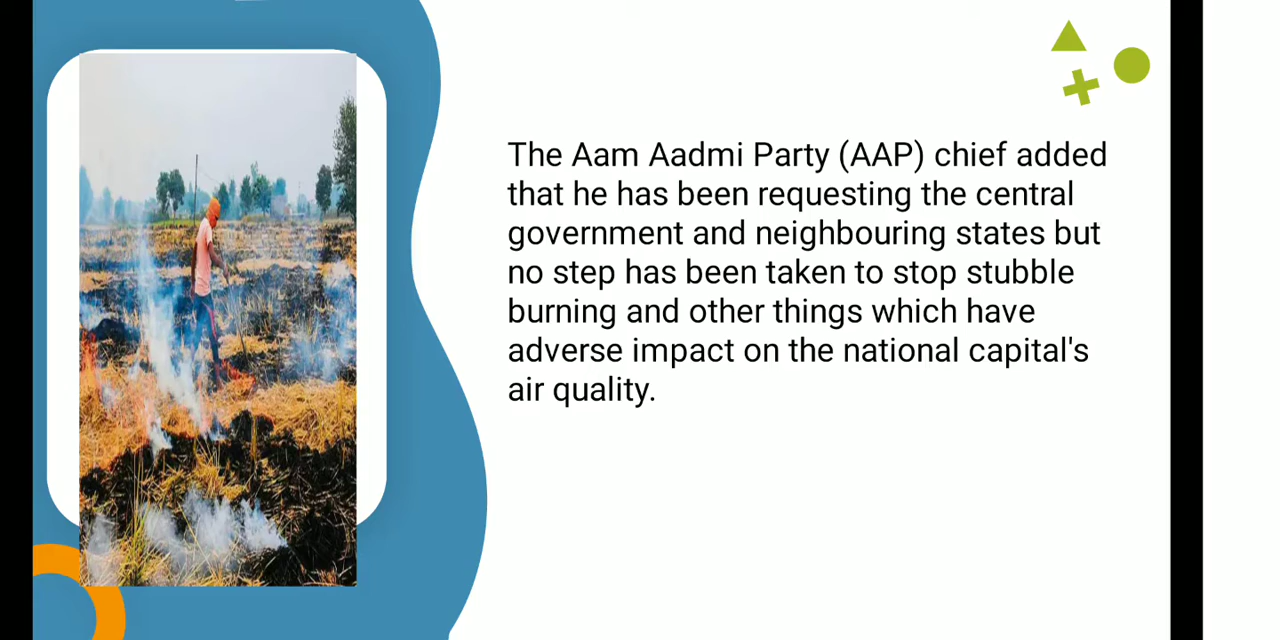 The Aam Aadmi Party (AAP) chief added
that he has been requesting the central
government and neighbouring states but
no step has been taken to stop stubble
burning and other things which have
adverse impact on the national capital's
air quality.